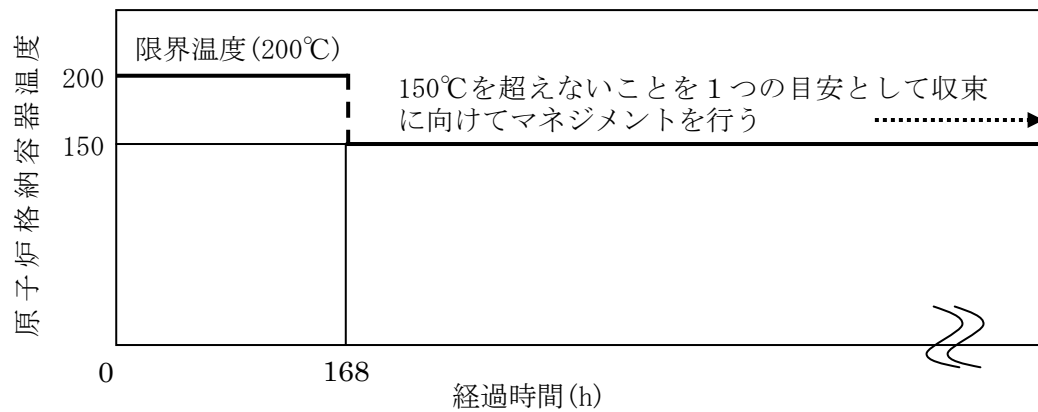 原子炉格納容器温度
限界温度(200℃)
200
150℃を超えないことを１つの目安として収束
に向けてマネジメントを行う
150
0
168
経過時間(h)